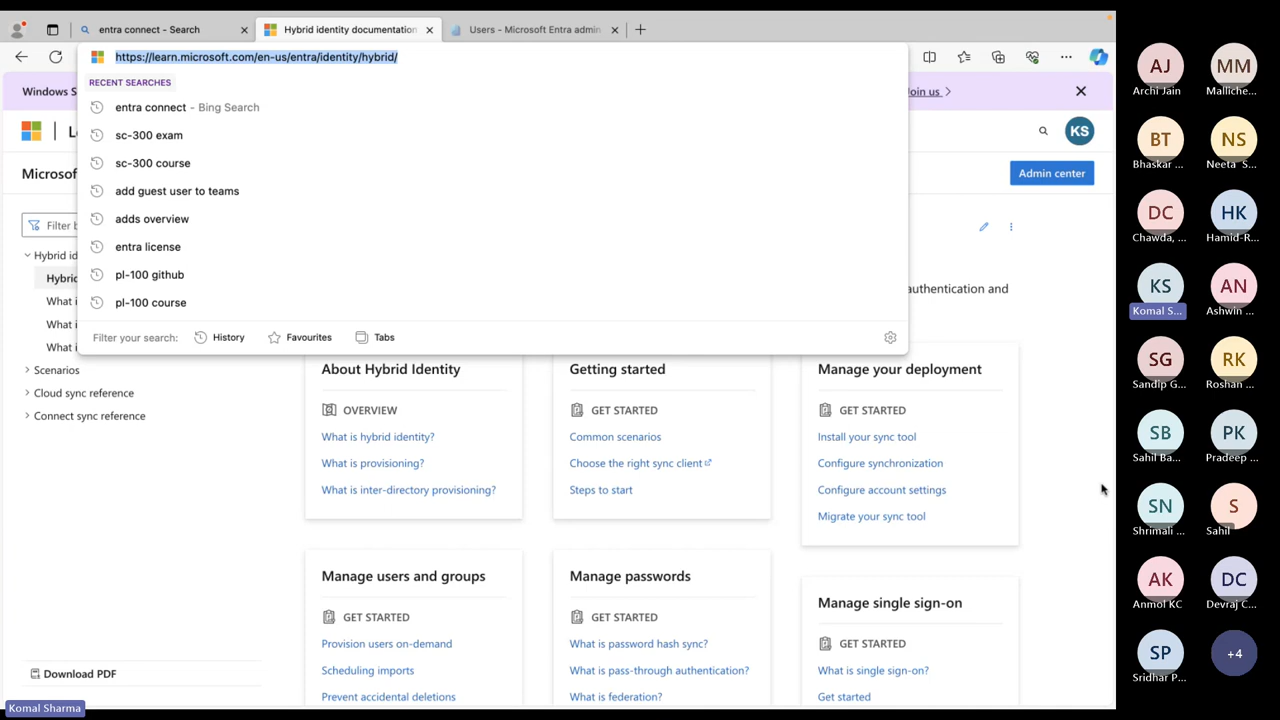 entra connect - Search
Hybrid identity documentation
Users - Microsoft Entra admin
https://learn.microsoft.com/en-us/entra/identity/hybrid/
RECENT SEARCHES
Windows S
Join us
entra connect - Bing Search
sc-300 exam
sc-300 course
add guest user to teams
adds overview
entra license
pl-100 github
pl-100 course
Filter your search:
History
Favourites
Tabs
L
KS
Microsof
Admin center
Filter b
Hybrid id
Hybric
What i
What i
What i
Scenarios
Cloud sync reference
Connect sync reference
Download PDF
authentication and
About Hybrid Identity
OVERVIEW
What is hybrid identity?
What is provisioning?
What is inter-directory provisioning?
Getting started
GET STARTED
Common scenarios
Choose the right sync client
Steps to start
Manage your deployment
GET STARTED
Install your sync tool
Configure synchronization
Configure account settings
Migrate your sync tool
Manage users and groups
GET STARTED
Provision users on-demand
Scheduling imports
Prevent accidental deletions
Manage passwords
GET STARTED
What is password hash sync?
What is pass-through authentication?
What is federation?
Manage single sign-on
GET STARTED
What is single sign-on?
Get started
AJ
Archi Jain
MM
Malliche...
BT
Bhaskar ...
NS
Neeta S...
DC
Chawda, ...
HK
Hamid-R...
KS
Komal S...
AN
Ashwin ...
SG
Sandip G...
RK
Roshan ...
SB
Sahil Ba...
PK
Pradeep ...
SN
Shrimali ...
S
Sahil
AK
Anmol KC
DC
Devraj C...
SP
Sridhar P...
+4
Komal Sharma